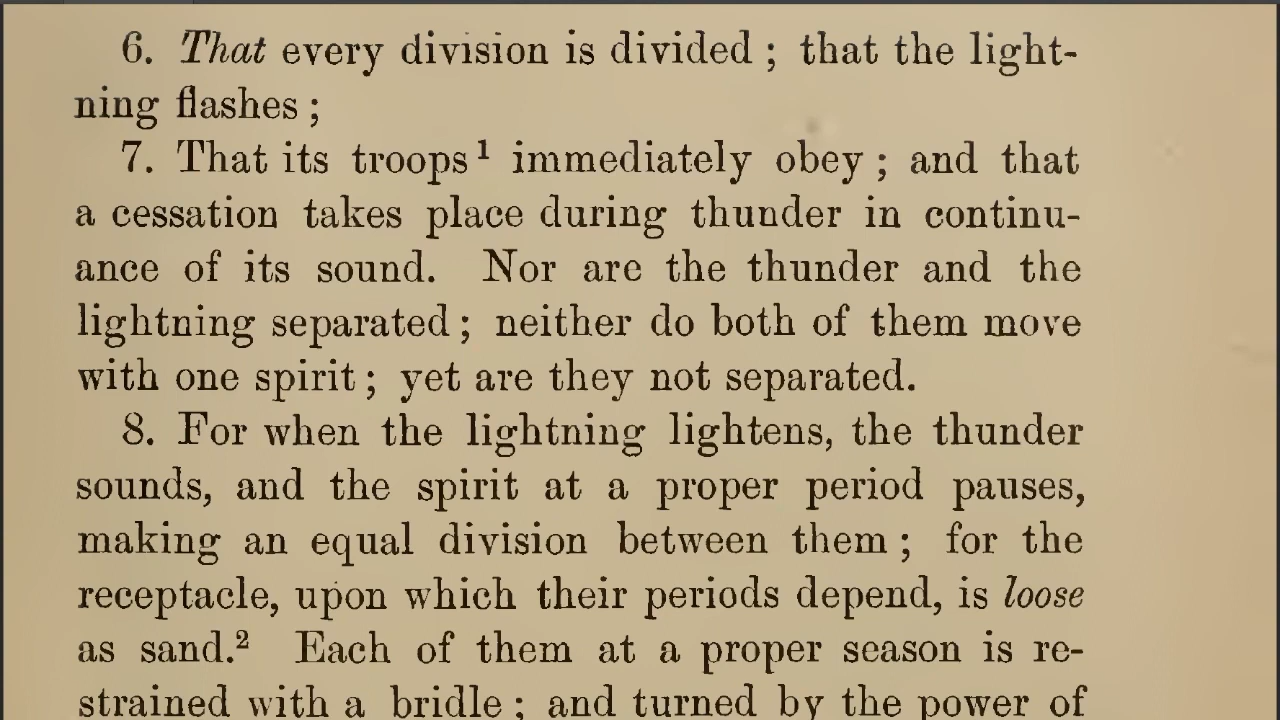 6. That every division is divided ; that the light-
ning flashes ;
7. That its troops¹ immediately obey ; and that
a cessation takes place during thunder in continu-
ance of its sound. Nor are the thunder and the
lightning separated ; neither do both of them move
with one spirit ; yet are they not separated.
8. For when the lightning lightens, the thunder
sounds, and the spirit at a proper period pauses,
making an equal division between them ; for the
receptacle, upon which their periods depend, is loose
as sand.² Each of them at a proper season is re-
strained with a bridle ; and turned by the power of